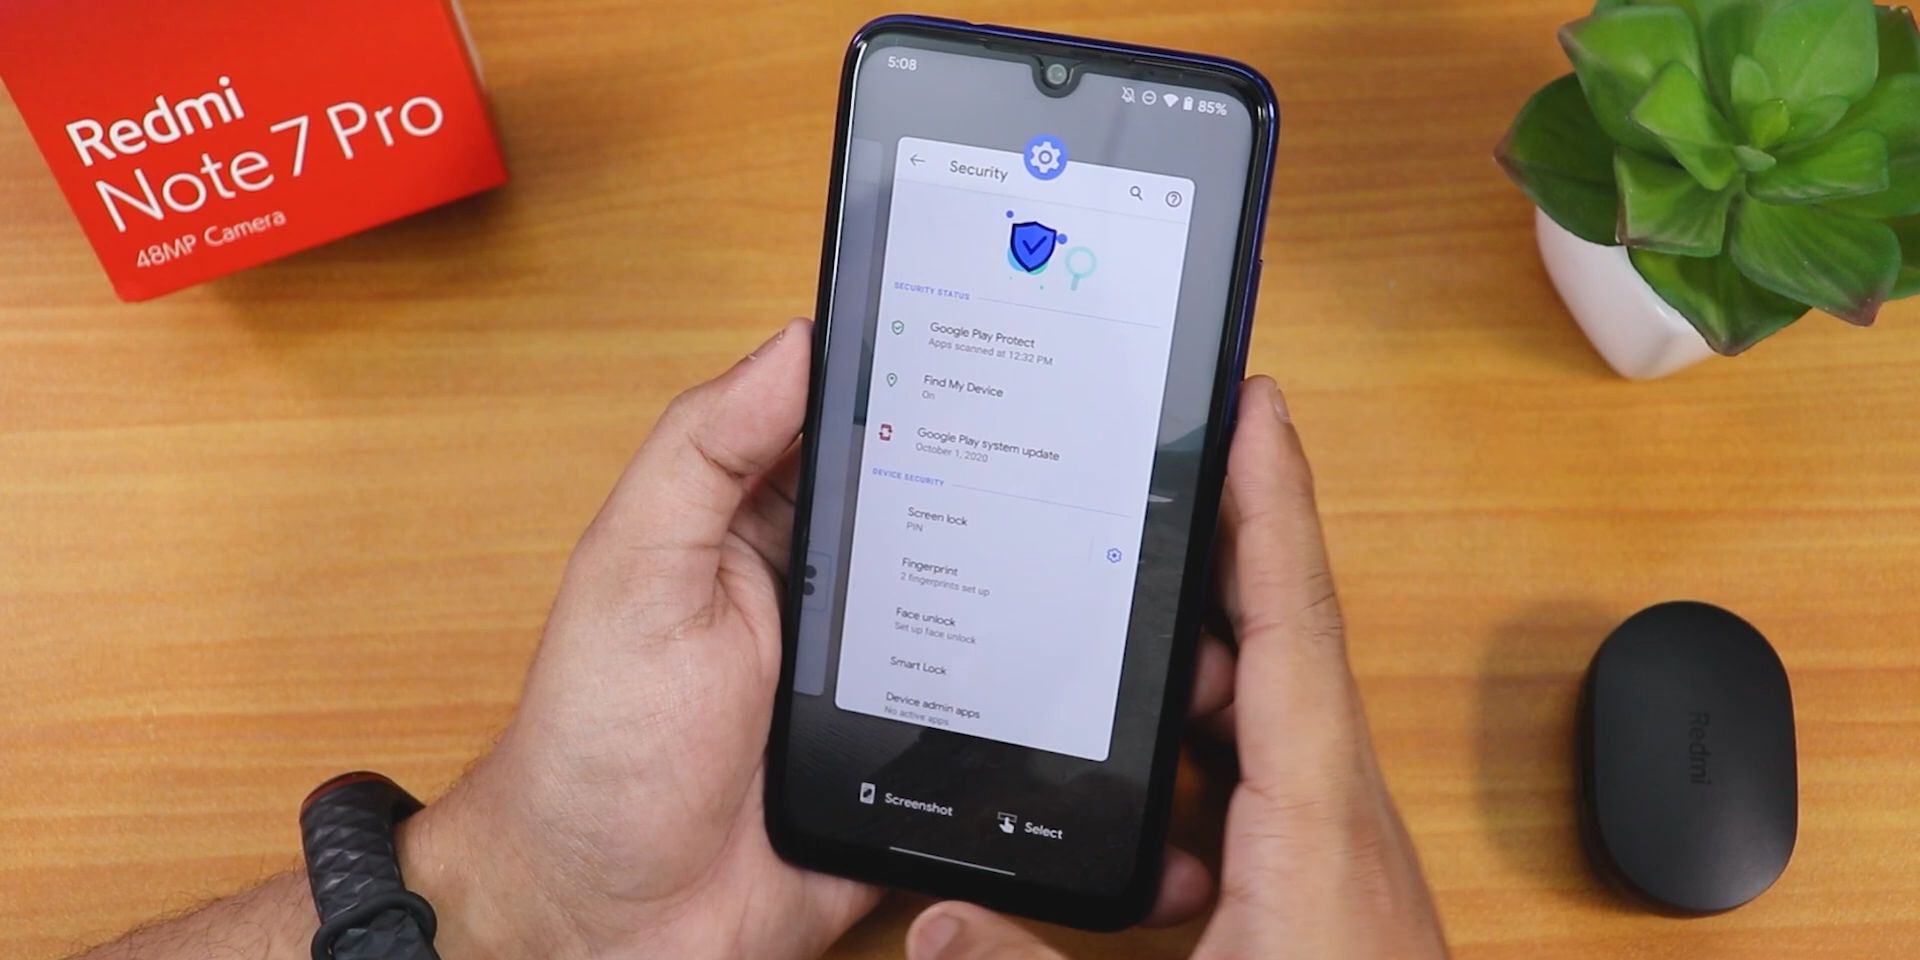 Redmi
Note 7 Pro
48MP Camera
5:08
85%
Security
SECURITY STATUS
Google Play Protect
Apps scanned at 12:32 PM
Find My Device
On
Google Play system update
October 1, 2020
DEVICE SECURITY
Screen lock
PIN
Fingerprint
2 fingerprints set up
Face unlock
Set up face unlock
Smart Lock
Device admin apps
No active apps
Screenshot
Select
Redmi